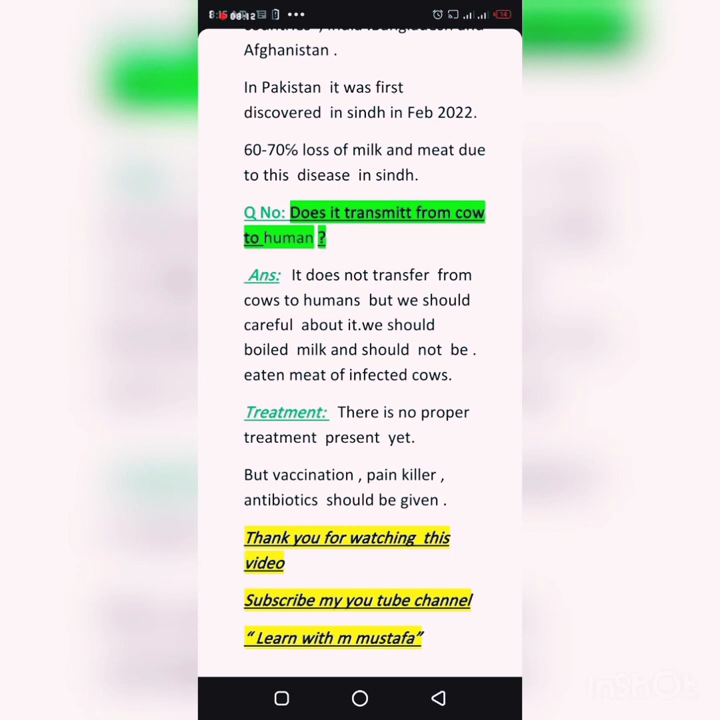 Afghanistan .
In Pakistan it was first
discovered in sindh in Feb 2022.
60-70% loss of milk and meat due
to this disease in sindh.
Q No: Does it transmitt from cow
to human ?
Ans: It does not transfer from
cows to humans but we should
careful about it.we should
boiled milk and should not be .
eaten meat of infected cows.
Treatment: There is no proper
treatment present yet.
But vaccination , pain killer ,
antibiotics should be given .
Thank you for watching this
video
Subscribe my you tube channel
“ Learn with m mustafa”
InShOt